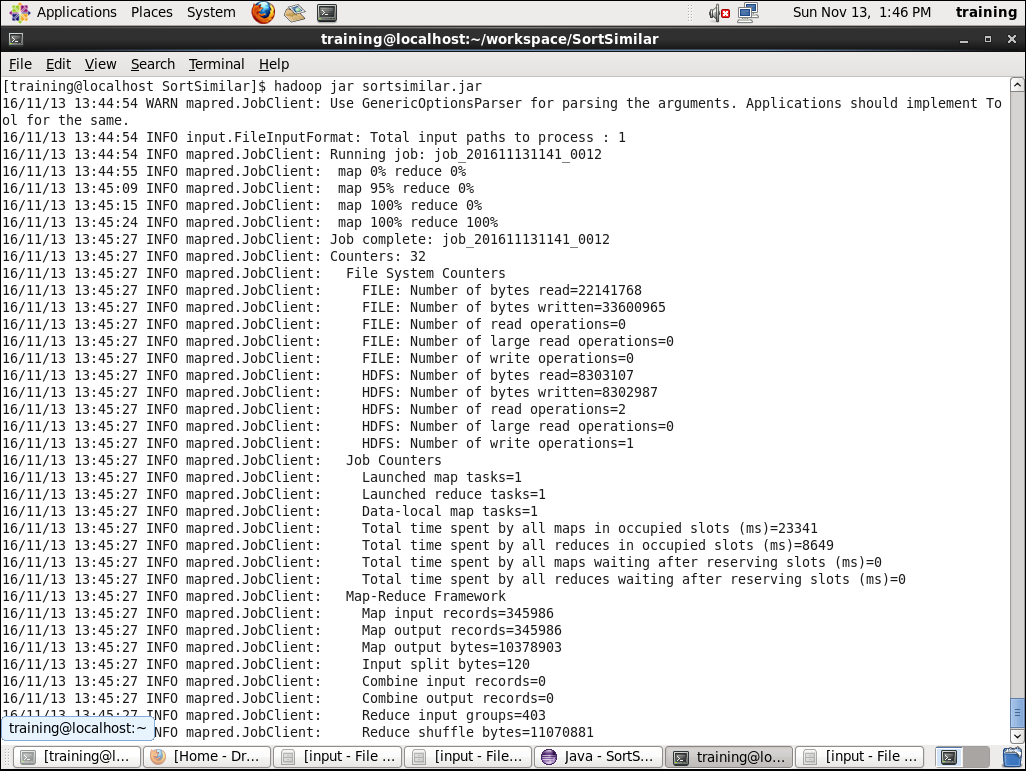 Applications Places System Sun Nov 13, 1:46 PM training
training@localhost:~/workspace/SortSimilar
File Edit View Search Terminal Help
[training@localhost SortSimilar]$ hadoop jar sortsimilar.jar
16/11/13 13:44:54 WARN mapred.JobClient: Use GenericOptionsParser for parsing the arguments. Applications should implement To
ol for the same.
16/11/13 13:44:54 INFO input.FileInputFormat: Total input paths to process : 1
16/11/13 13:44:54 INFO mapred.JobClient: Running job: job_201611131141_0012
16/11/13 13:44:55 INFO mapred.JobClient:  map 0% reduce 0%
16/11/13 13:45:09 INFO mapred.JobClient:  map 95% reduce 0%
16/11/13 13:45:15 INFO mapred.JobClient:  map 100% reduce 0%
16/11/13 13:45:24 INFO mapred.JobClient:  map 100% reduce 100%
16/11/13 13:45:27 INFO mapred.JobClient: Job complete: job_201611131141_0012
16/11/13 13:45:27 INFO mapred.JobClient: Counters: 32
16/11/13 13:45:27 INFO mapred.JobClient:   File System Counters
16/11/13 13:45:27 INFO mapred.JobClient:     FILE: Number of bytes read=22141768
16/11/13 13:45:27 INFO mapred.JobClient:     FILE: Number of bytes written=33600965
16/11/13 13:45:27 INFO mapred.JobClient:     FILE: Number of read operations=0
16/11/13 13:45:27 INFO mapred.JobClient:     FILE: Number of large read operations=0
16/11/13 13:45:27 INFO mapred.JobClient:     FILE: Number of write operations=0
16/11/13 13:45:27 INFO mapred.JobClient:     HDFS: Number of bytes read=8303107
16/11/13 13:45:27 INFO mapred.JobClient:     HDFS: Number of bytes written=8302987
16/11/13 13:45:27 INFO mapred.JobClient:     HDFS: Number of read operations=2
16/11/13 13:45:27 INFO mapred.JobClient:     HDFS: Number of large read operations=0
16/11/13 13:45:27 INFO mapred.JobClient:     HDFS: Number of write operations=1
16/11/13 13:45:27 INFO mapred.JobClient:   Job Counters
16/11/13 13:45:27 INFO mapred.JobClient:     Launched map tasks=1
16/11/13 13:45:27 INFO mapred.JobClient:     Launched reduce tasks=1
16/11/13 13:45:27 INFO mapred.JobClient:     Data-local map tasks=1
16/11/13 13:45:27 INFO mapred.JobClient:     Total time spent by all maps in occupied slots (ms)=23341
16/11/13 13:45:27 INFO mapred.JobClient:     Total time spent by all reduces in occupied slots (ms)=8649
16/11/13 13:45:27 INFO mapred.JobClient:     Total time spent by all maps waiting after reserving slots (ms)=0
16/11/13 13:45:27 INFO mapred.JobClient:     Total time spent by all reduces waiting after reserving slots (ms)=0
16/11/13 13:45:27 INFO mapred.JobClient:   Map-Reduce Framework
16/11/13 13:45:27 INFO mapred.JobClient:     Map input records=345986
16/11/13 13:45:27 INFO mapred.JobClient:     Map output records=345986
16/11/13 13:45:27 INFO mapred.JobClient:     Map output bytes=10378903
16/11/13 13:45:27 INFO mapred.JobClient:     Input split bytes=120
16/11/13 13:45:27 INFO mapred.JobClient:     Combine input records=0
16/11/13 13:45:27 INFO mapred.JobClient:     Combine output records=0
16/11/13 13:45:27 INFO mapred.JobClient:     Reduce input groups=403
training@localhost:~ NFO mapred.JobClient:     Reduce shuffle bytes=11070881
[training@l... [Home - Dr... [input - File ... [input - File... Java - SortS... training@lo... [input - File ...